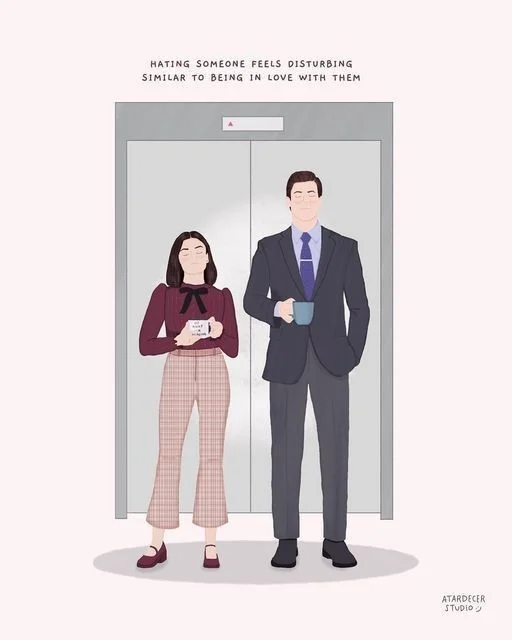 HATING SOMEONE FEELS DISTURBING
SIMILAR TO BEING IN LOVE WITH THEM
ATARDECER
STUDIO